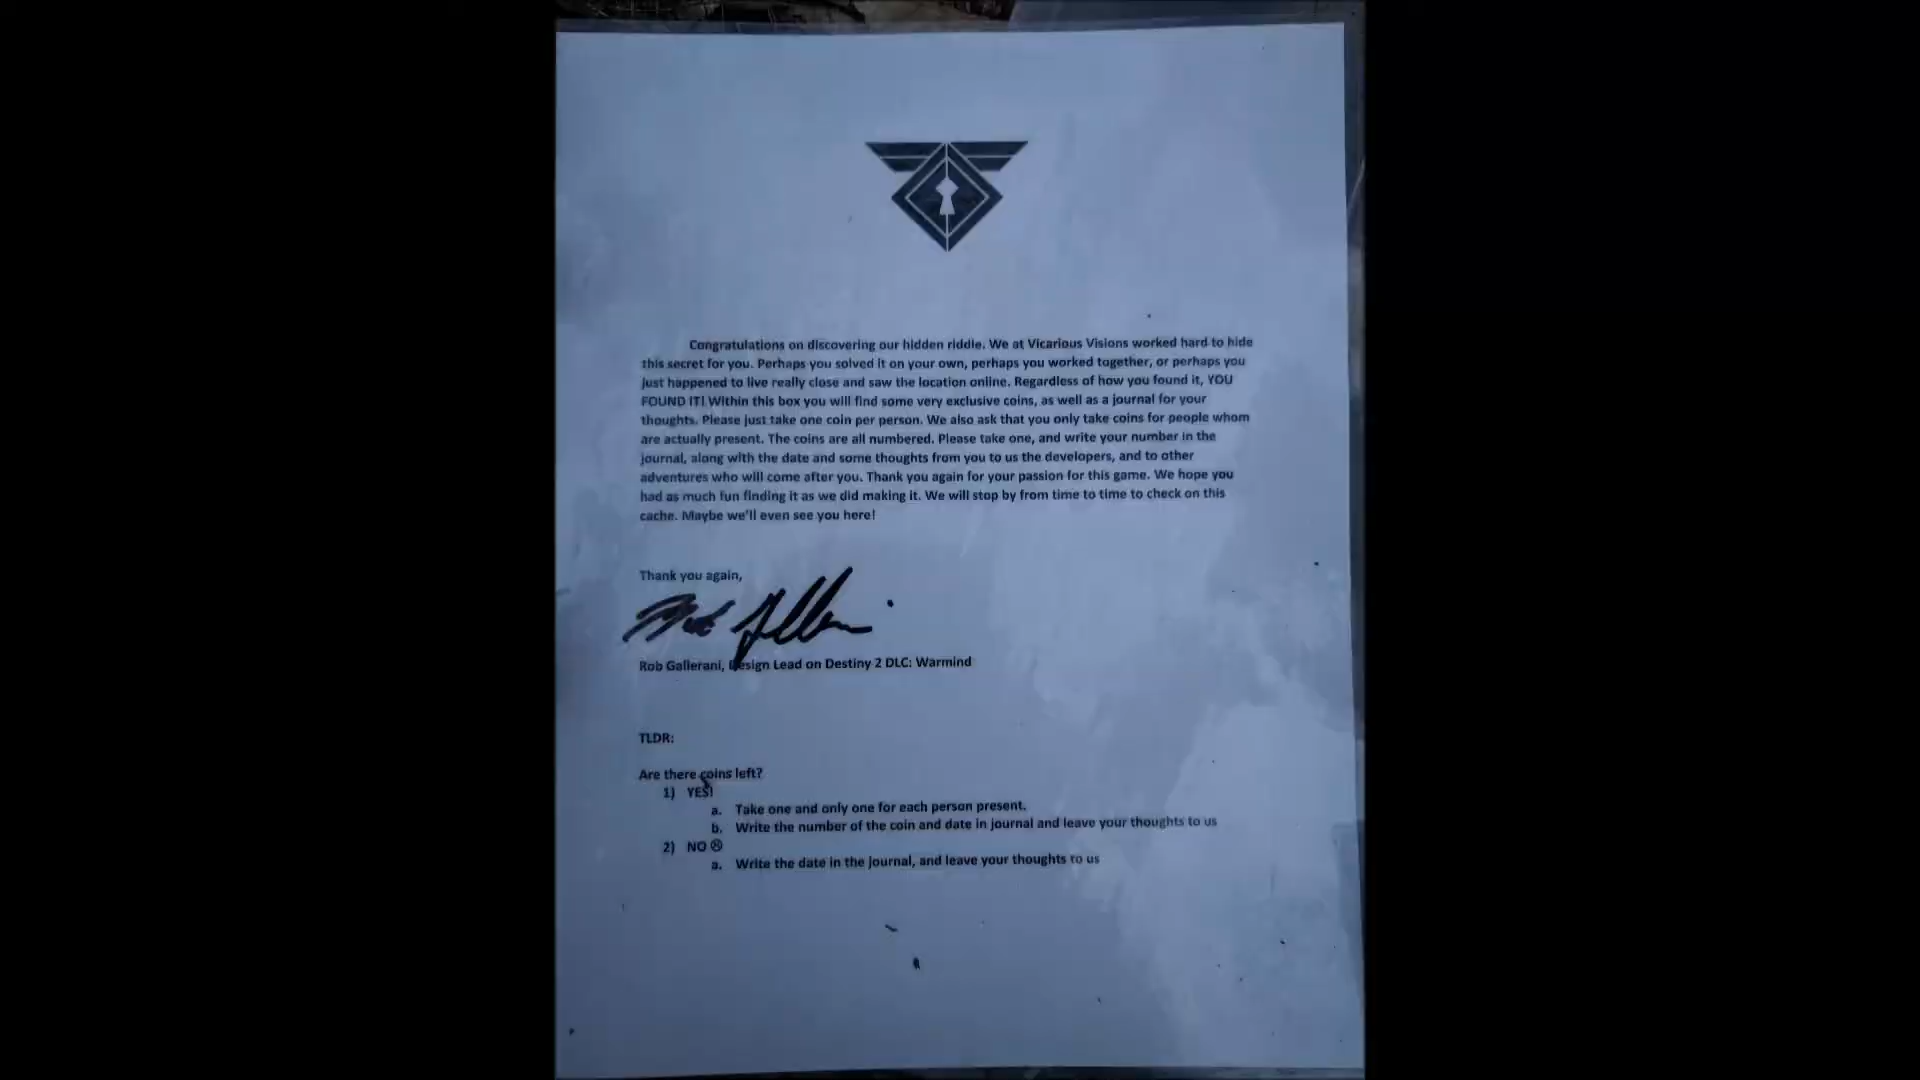 Congratulations on discovering our hidden riddle. We at Vicarious Visions worked hard to hide
this secret for you. Perhaps you solved it on your own, perhaps you worked together, or perhaps you
just happened to live really close and saw the location online. Regardless of how you found it, YOU
FOUND IT! Within this box you will find some very exclusive coins, as well as a journal for your
thoughts. Please just take one coin per person. We also ask that you only take coins for people whom
are actually present. The coins are all numbered. Please take one, and write your number in the
journal, along with the date and some thoughts from you to us the developers, and to other
adventures who will come after you. Thank you again for your passion for this game. We hope you
had as much fun finding it as we did making it. We will stop by from time to time to check on this
cache. Maybe we'll even see you here!
Thank you again,
Rob Gallerani, Design Lead on Destiny 2 DLC: Warmind
TLDR:
Are there coins left?
1) YES!
a. Take one and only one for each person present.
b. Write the number of the coin and date in journal and leave your thoughts to us
2) NO ☹
a. Write the date in the journal, and leave your thoughts to us